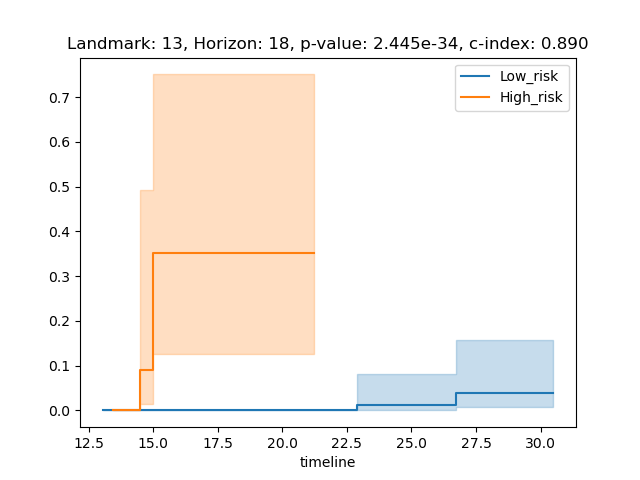 Landmark: 13, Horizon: 18, p-value: 2.445e-34, c-index: 0.890
Low_risk
High_risk
0.7
0.6
0.5
0.4
0.3
0.2
0.1
0.0
12.5 15.0 17.5 20.0 22.5 25.0 27.5 30.0
timeline